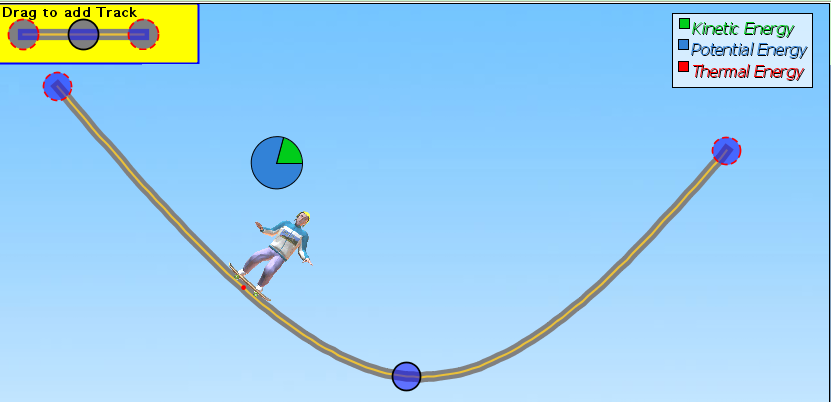 Drag to add Track
Kinetic Energy
Potential Energy
Thermal Energy